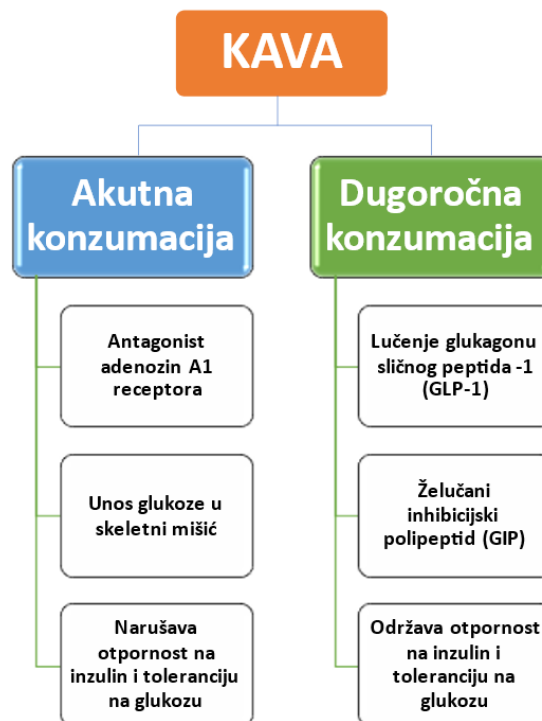 KAVA
Akutna
konzumacija
Antagonist
adenozin A1
receptora
Unos glukoze u
skeletni mišić
Narušava
otpornost na
inzulin i toleranciju
na glukozu
Dugoročna
konzumacija
Lučenje glukagonu
sličnog peptida -1
(GLP-1)
Želučani
inhibicijski
polipeptid (GIP)
Održava otpornost
na inzulin i
toleranciju na
glukozu